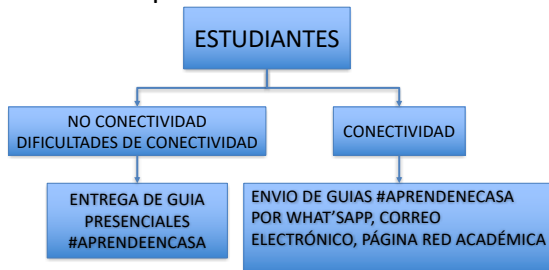 ESTUDIANTES
NO CONECTIVIDAD
DIFICULTADES DE CONECTIVIDAD
CONECTIVIDAD
ENTREGA DE GUIA
PRESENCIALES
#APRENDEENCASA
ENVIO DE GUIAS #APRENDENECASA
POR WHAT'SAPP, CORREO
ELECTRÓNICO, PÁGINA RED ACADÉMICA